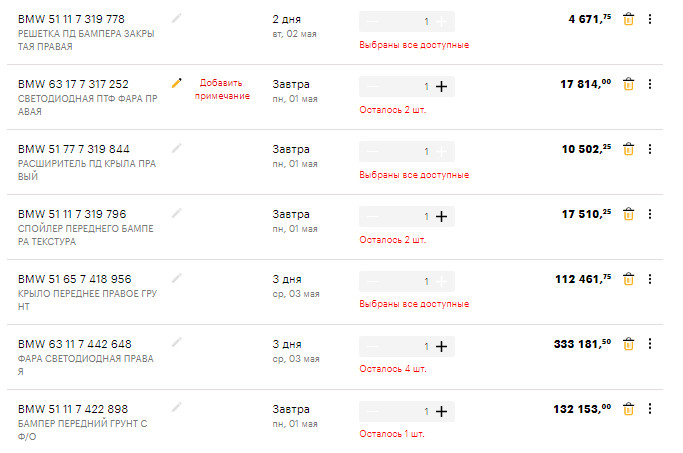 BMW 51 11 7 319 778
РЕШЕТКА ПД БАМПЕРА ЗАКРЫ
ТАЯ ПРАВАЯ
2 дня
вт, 02 мая
1
Выбраны все доступные
4 671,75
BMW 63 17 7 317 252
СВЕТОДИОДНАЯ ПТФ ФАРА ПР
АВАЯ
Добавить
примечание
Завтра
пн, 01 мая
1
Осталось 2 шт.
17 814,00
BMW 51 77 7 319 844
РАСШИРИТЕЛЬ ПД КРЫЛА ПРА
ВЫЙ
Завтра
пн, 01 мая
1
Выбраны все доступные
10 502,25
BMW 51 11 7 319 796
СПОЙЛЕР ПЕРЕДНЕГО БАМПЕ
РА ТЕКСТУРА
Завтра
пн, 01 мая
1
Осталось 2 шт.
17 510,25
BMW 51 65 7 418 956
КРЫЛО ПЕРЕДНЕЕ ПРАВОЕ ГРУ
НТ
3 дня
ср, 03 мая
1
Выбраны все доступные
112 461,75
BMW 63 11 7 442 648
ФАРА СВЕТОДИОДНАЯ ПРАВА
Я
3 дня
ср, 03 мая
1
Осталось 4 шт.
333 181,50
BMW 51 11 7 422 898
БАМПЕР ПЕРЕДНИЙ ГРУНТ С
Ф/О
Завтра
пн, 01 мая
1
Осталось 1 шт.
132 153,00